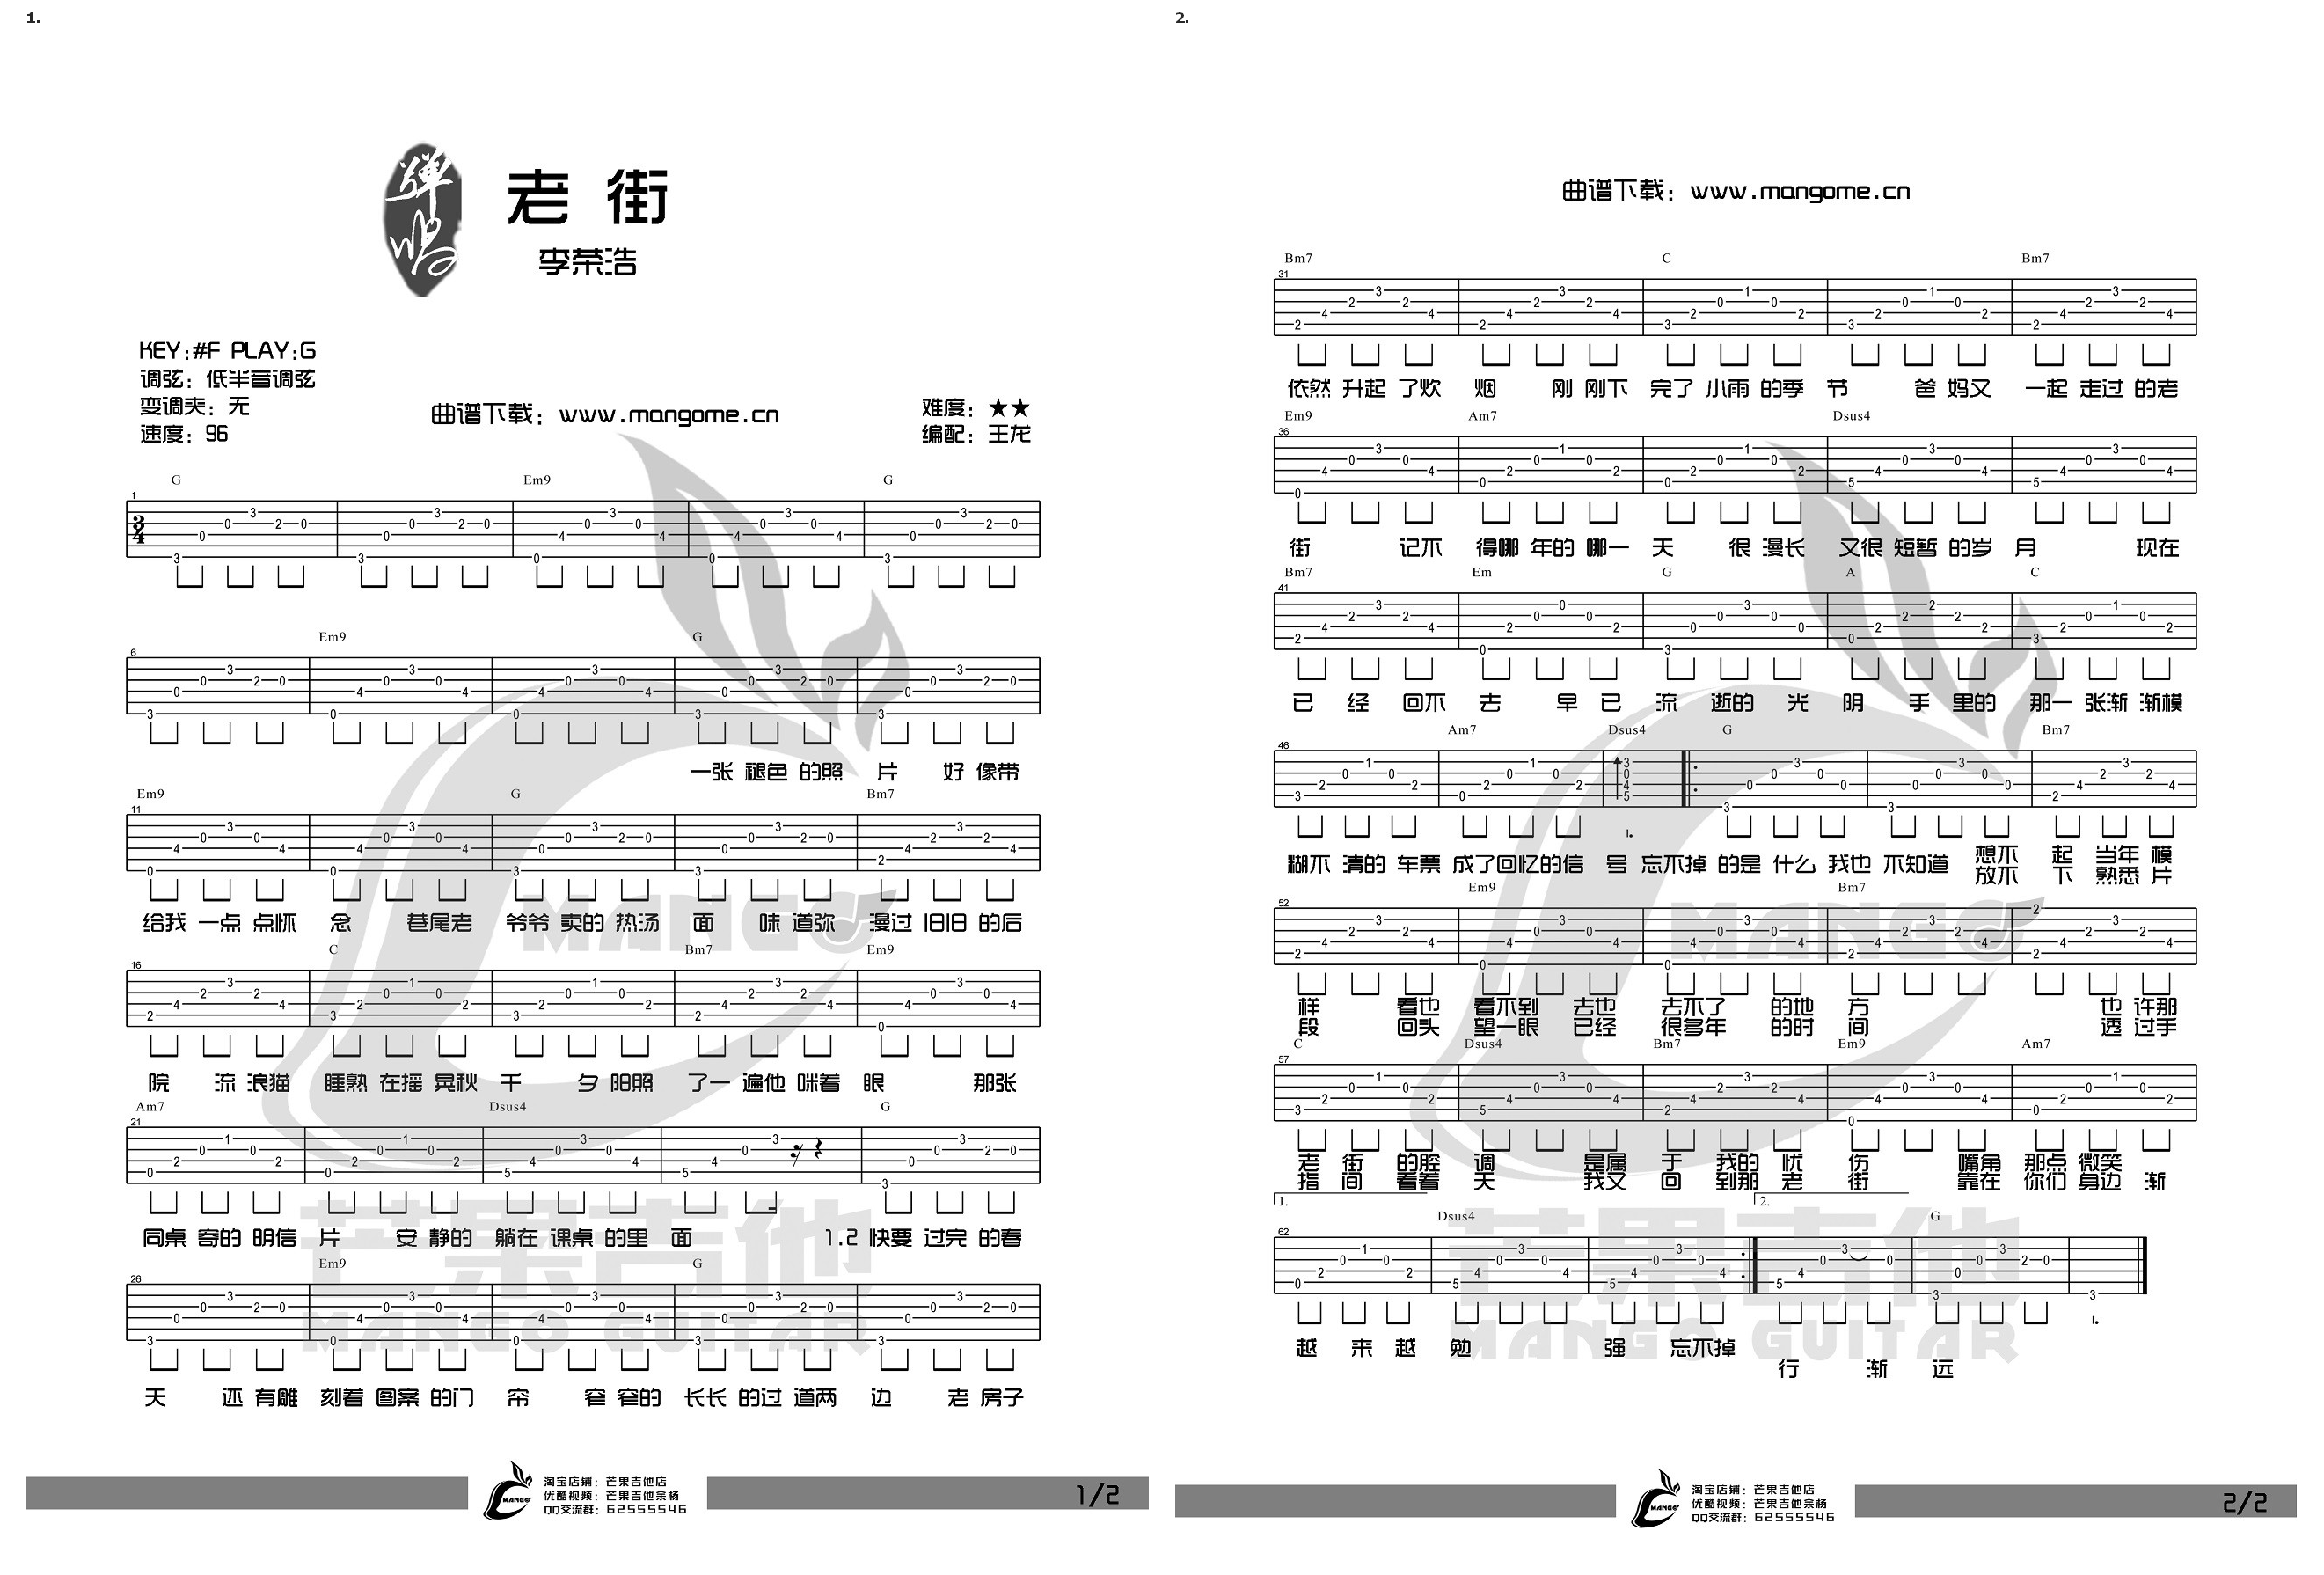 1.
弹唱
老 街
李荣浩
KEY:#F PLAY:G
调弦：低半音调弦
变调夹：无
速度：96
曲谱下载：www.mangome.cn
难度：★★
编配：王龙
G Em9 G
Em9 G
一张 褪色 的照 片 好 像带
Em9 G Bm7
给我 一点 点怀 念 巷尾老 爷爷 卖的 热汤 面 味 道弥 漫过 旧旧 的后
C Bm7 Em9
院 流 浪猫 睡熟 在摇 晃秋 千 夕 阳照 了一 遍他 眯着 眼 那张
Am7 Dsus4 G
同桌 寄的 明信 片 安 静的 躺在 课桌 的里 面 1.2 快要 过完 的春
Em9 G
天 还 有雕 刻着 图案 的门 帘 窄 窄的 长长 的过 道两 边 老 房子
MANGO
芒果吉他
MANGO GUITAR
淘宝店铺：芒果吉他店
优酷视频：芒果吉他宗杨
QQ交流群：62555546
1/2
2.
曲谱下载：www.mangome.cn
Bm7 C Bm7
依然 升起 了炊 烟 刚 刚下 完了 小雨 的季 节 爸 妈又 一起 走过 的老
Em9 Am7 Dsus4
街 记不 得哪 年的 哪一 天 很 漫长 又很 短暂 的岁 月 现在
Bm7 Em G A C
已 经 回不 去 早 已 流 逝的 光 阴 手 里的 那一 张渐 渐模
Am7 Dsus4 G Bm7
糊不 清的 车票 成了回忆的信 号 忘不掉 的是 什么 我也 不知道 想不 起 当年 模
放不 下 熟悉 片
Em9 Bm7
样 看也 看不到 去也 去不了 的地 方 也 许那
段 回头 望一眼 已经 很多年 的时 间 透 过手
C Dsus4 Bm7 Em9 Am7
老 街 的腔 调 是属 于 我的 忧 伤 嘴角 那点 微笑
指 间 看着 天 我又 回 到那 老 街 靠在 你们 身边 渐
1. 2.
Dsus4 G
越 来 越 勉 强 忘不掉
行 渐 远
MANGO
芒果吉他
MANGO GUITAR
淘宝店铺：芒果吉他店
优酷视频：芒果吉他宗杨
QQ交流群：62555546
2/2